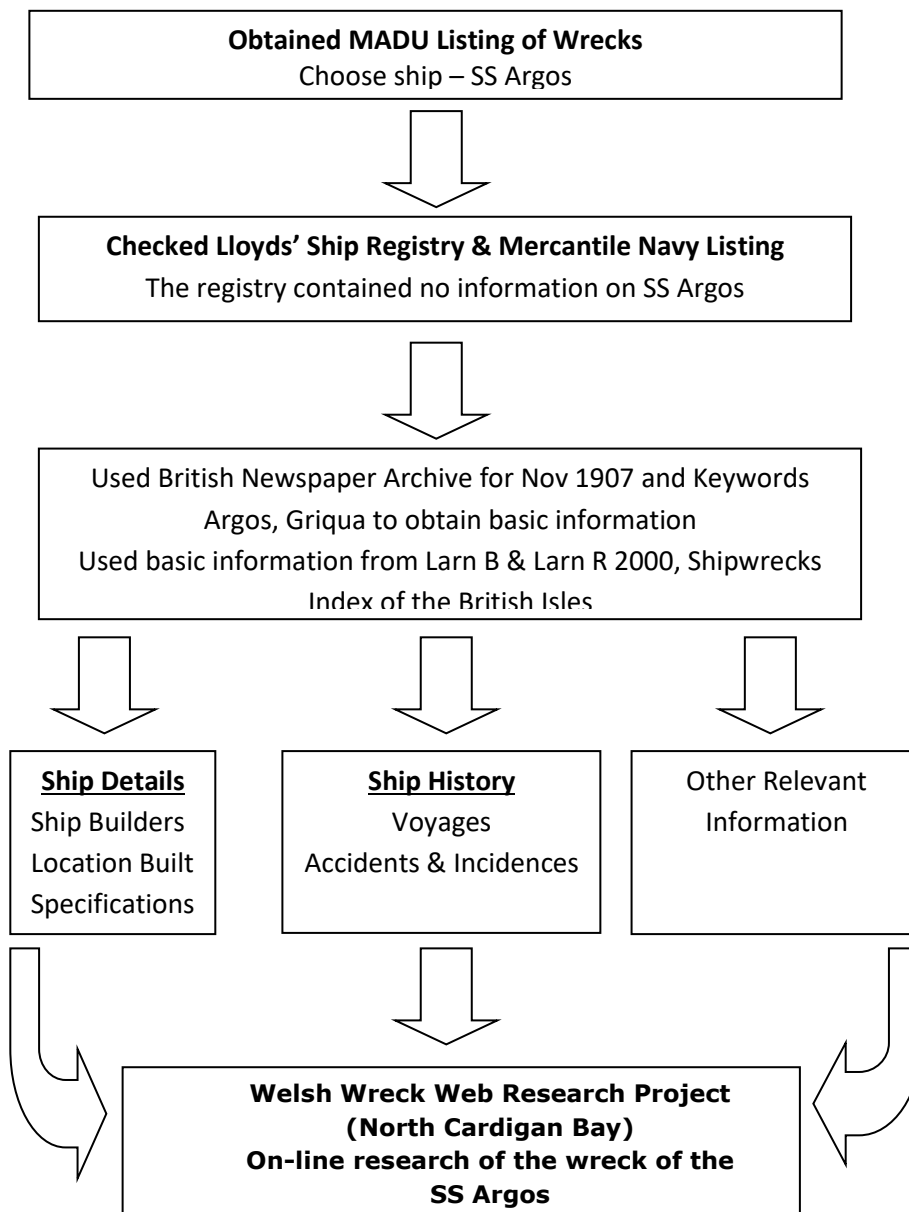 Obtained MADU Listing of Wrecks
Choose ship – SS Argos
Checked Lloyds' Ship Registry & Mercantile Navy Listing
The registry contained no information on SS Argos
Used British Newspaper Archive for Nov 1907 and Keywords
Argos, Griqua to obtain basic information
Used basic information from Larn B & Larn R 2000, Shipwrecks
Index of the British Isles
Ship Details
Ship Builders
Location Built
Specifications
Ship History
Voyages
Accidents & Incidences
Other Relevant
Information
Welsh Wreck Web Research Project
(North Cardigan Bay)
On-line research of the wreck of the
SS Argos